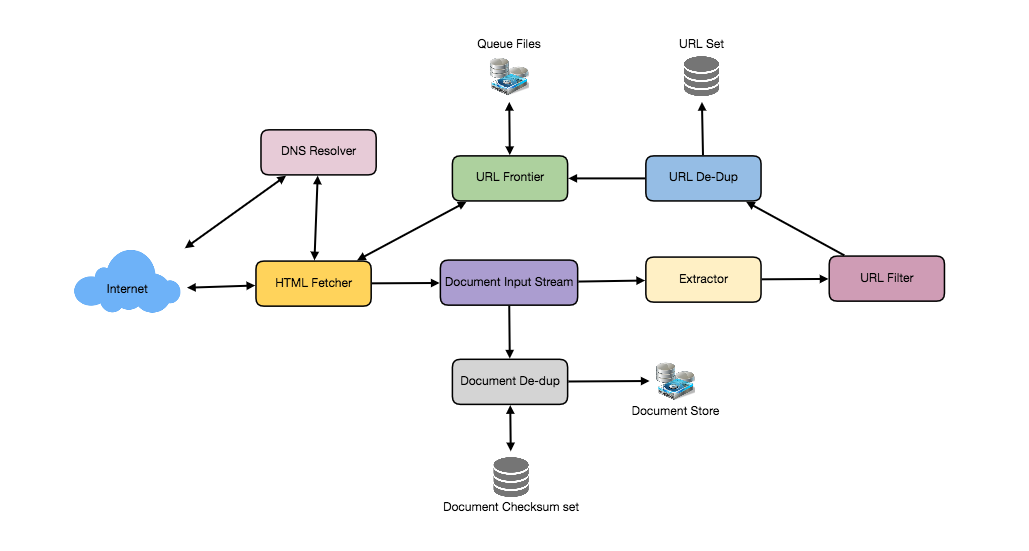 Queue Files
URL Set
DNS Resolver
URL Frontier
URL De-Dup
Internet
HTML Fetcher
Document Input Stream
Extractor
URL Filter
Document De-dup
Document Store
Document Checksum set